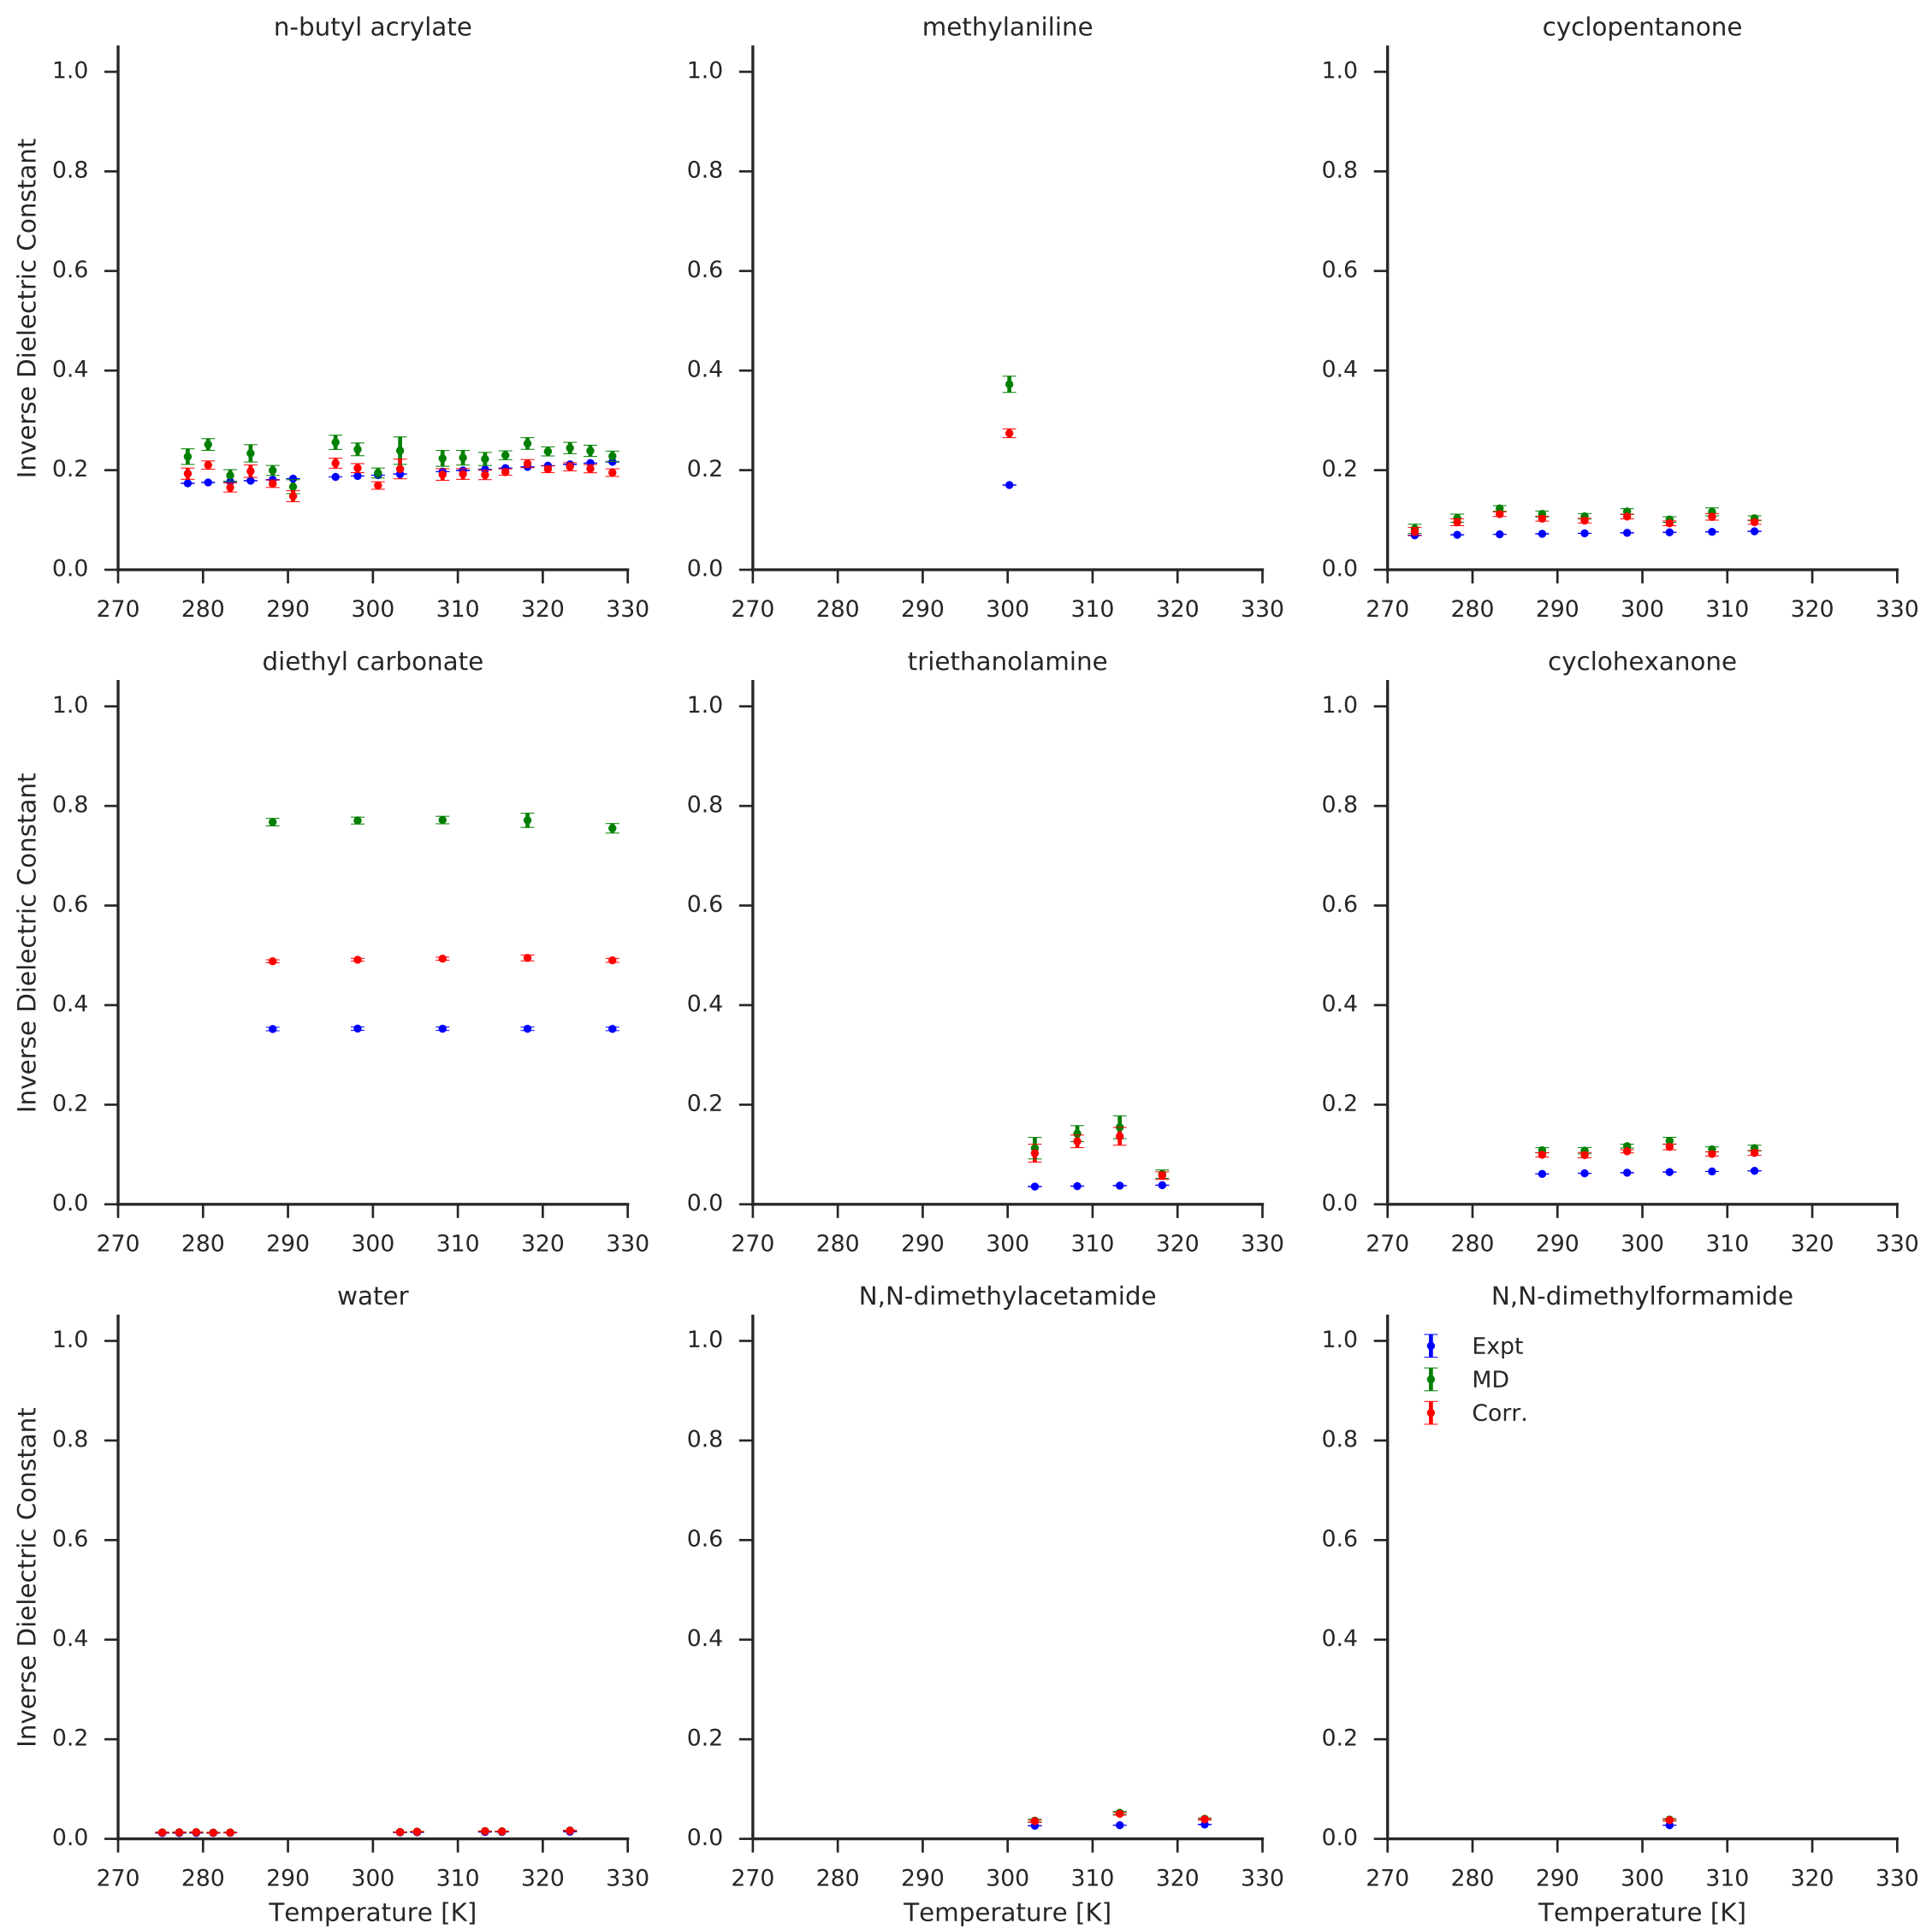 n-butyl acrylate
methylaniline
cyclopentanone
Inverse Dielectric Constant
1.0
0.8
0.6
0.4
0.2
0.0
270 280 290 300 310 320 330
1.0
0.8
0.6
0.4
0.2
0.0
270 280 290 300 310 320 330
1.0
0.8
0.6
0.4
0.2
0.0
270 280 290 300 310 320 330
diethyl carbonate
triethanolamine
cyclohexanone
Inverse Dielectric Constant
1.0
0.8
0.6
0.4
0.2
0.0
270 280 290 300 310 320 330
1.0
0.8
0.6
0.4
0.2
0.0
270 280 290 300 310 320 330
1.0
0.8
0.6
0.4
0.2
0.0
270 280 290 300 310 320 330
water
N,N-dimethylacetamide
N,N-dimethylformamide
Inverse Dielectric Constant
1.0
0.8
0.6
0.4
0.2
0.0
270 280 290 300 310 320 330
Temperature [K]
1.0
0.8
0.6
0.4
0.2
0.0
270 280 290 300 310 320 330
Temperature [K]
1.0
0.8
0.6
0.4
0.2
0.0
Expt
MD
Corr.
270 280 290 300 310 320 330
Temperature [K]